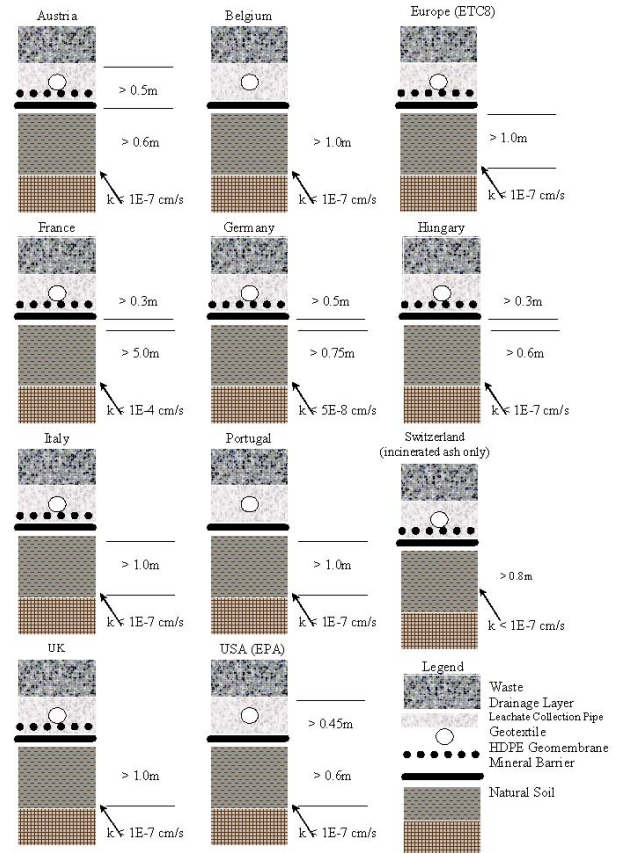 Austria
Belgium
Europe (ETC8)
> 0.5m
> 0.6m
> 1.0m
> 1.0m
k < 1E-7 cm/s
k < 1E-7 cm/s
k < 1E-7 cm/s
France
Germany
Hungary
> 0.3m
> 0.5m
> 0.3m
> 5.0m
> 0.75m
> 0.6m
k < 1E-4 cm/s
k < 5E-8 cm/s
k < 1E-7 cm/s
Italy
Portugal
Switzerland
(incinerated ash only)
> 1.0m
> 1.0m
> 0.8m
k < 1E-7 cm/s
k < 1E-7 cm/s
k < 1E-7 cm/s
UK
USA (EPA)
> 0.45m
> 1.0m
> 0.6m
k < 1E-7 cm/s
k < 1E-7 cm/s
Legend
Waste
Drainage Layer
Leachate Collection Pipe
Geotextile
HDPE Geomembrane
Mineral Barrier
Natural Soil